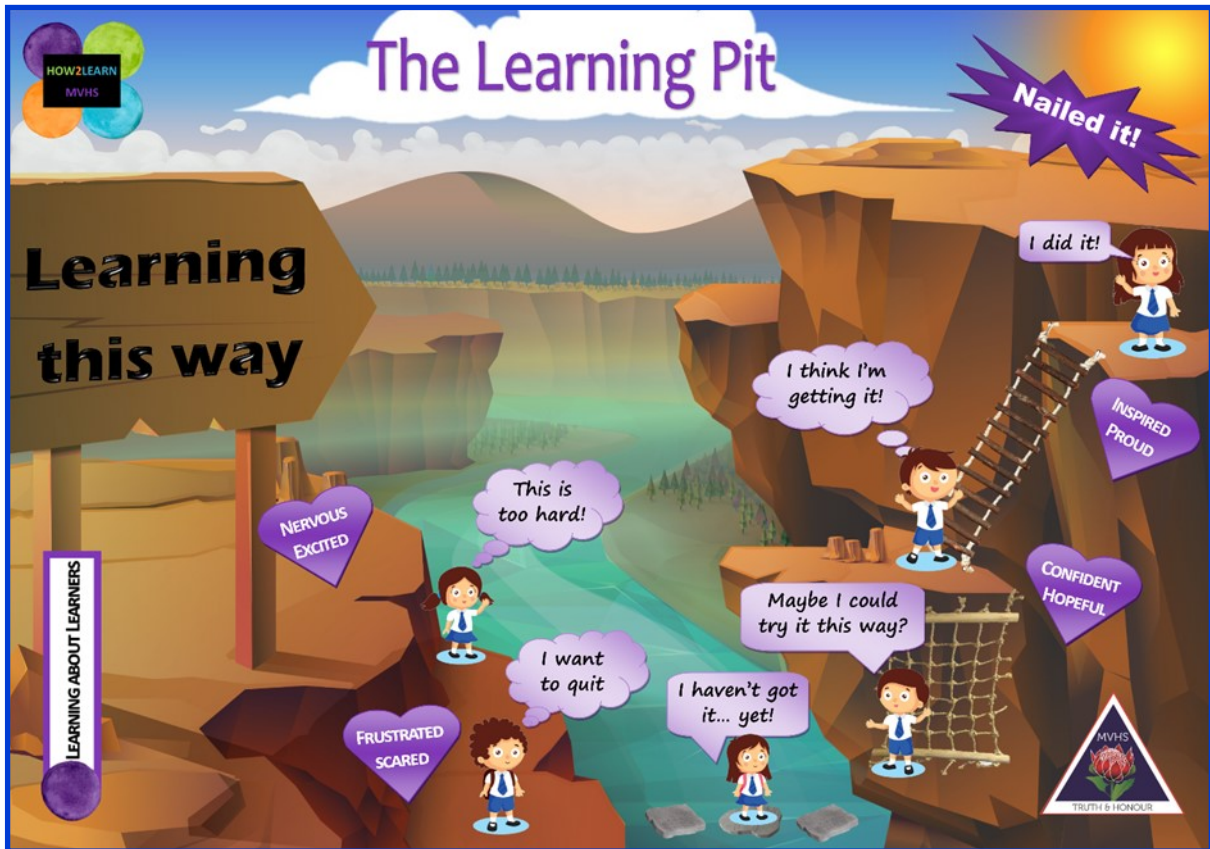 HOW2LEARN
MVHS
The Learning Pit
Nailed it!
Learning
this way
I did it!
I think I'm
getting it!
INSPIRED
PROUD
This is
too hard!
NERVOUS
EXCITED
CONFIDENT
HOPEFUL
Maybe I could
try it this way?
I want
to quit
I haven't got
it... yet!
FRUSTRATED
SCARED
LEARNING ABOUT LEARNERS
MVHS
TRUTH & HONOUR